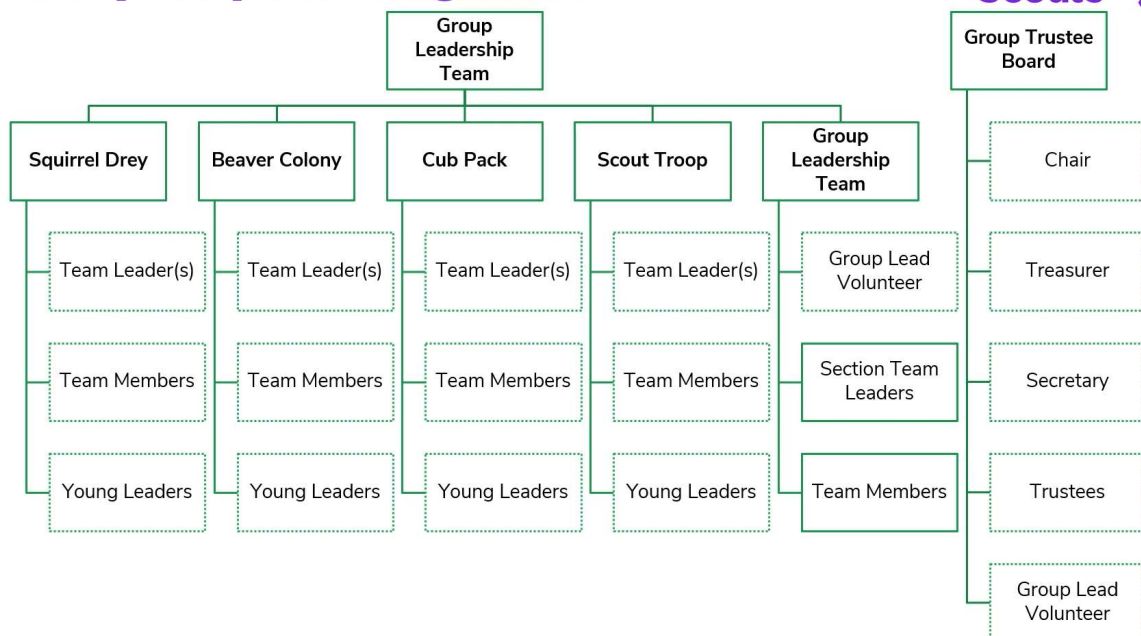 Group
Leadership
Team
Group Trustee
Board
Squirrel Drey
Beaver Colony
Cub Pack
Scout Troop
Group
Leadership
Team
Chair
Team Leader(s)
Team Leader(s)
Team Leader(s)
Team Leader(s)
Group Lead
Volunteer
Treasurer
Team Members
Team Members
Team Members
Team Members
Section Team
Leaders
Secretary
Young Leaders
Young Leaders
Young Leaders
Young Leaders
Team Members
Trustees
Group Lead
Volunteer